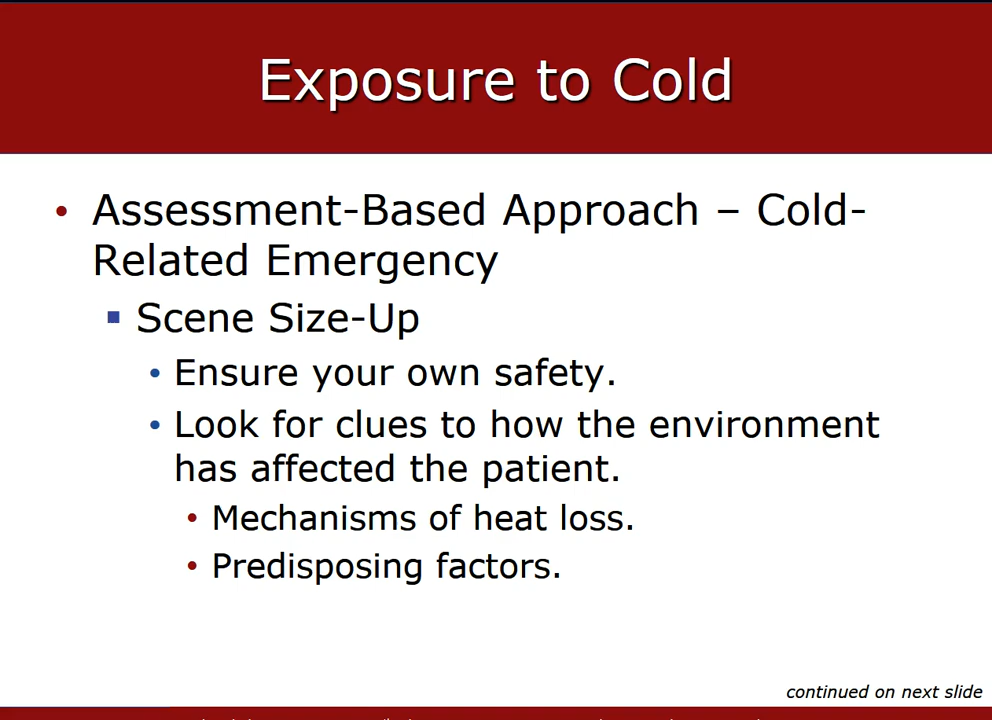 Exposure to Cold
• Assessment-Based Approach – Cold-
Related Emergency
▪ Scene Size-Up
• Ensure your own safety.
• Look for clues to how the environment
has affected the patient.
• Mechanisms of heat loss.
• Predisposing factors.
continued on next slide